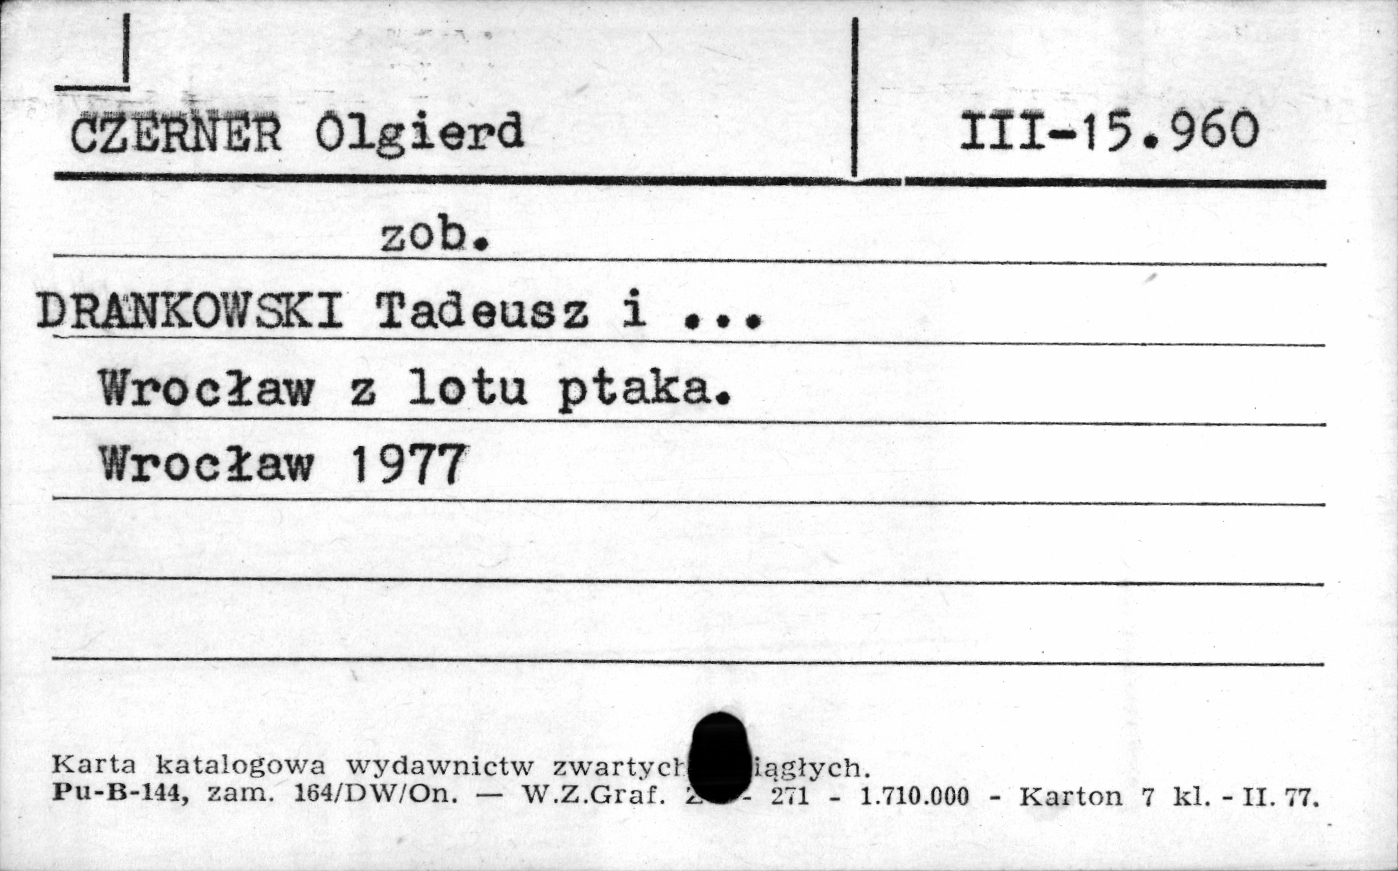 CZERNER Olgierd III-15.960
zob.
DRANKOWSKI Tadeusz i ...
Wrocław z lotu ptaka.
Wrocław 1977
Karta katalogowa wydawnictw
Pu-B-144, zam. 164/DW/On. — W.Z.Graf. - 271 - 1.710.000 - Karton 7 kl. - II. 77.